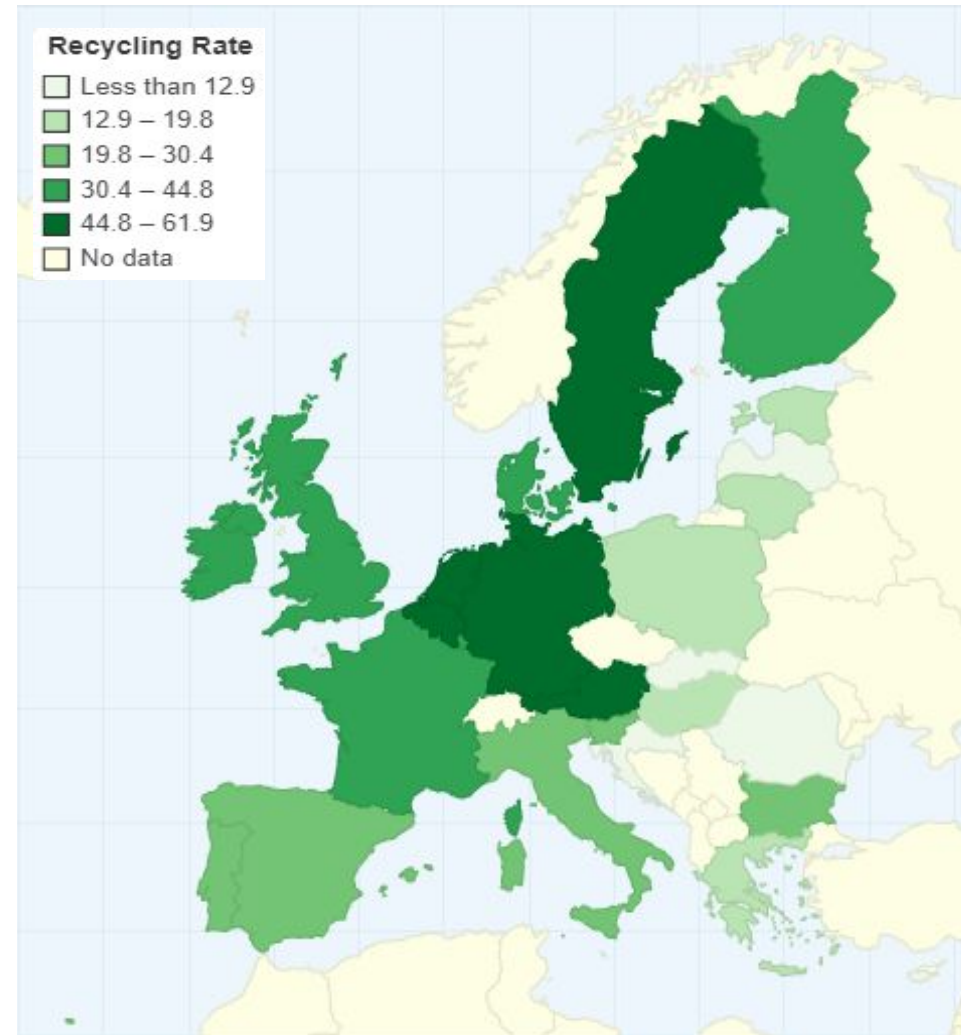 Recycling Rate
Less than 12.9
12.9 – 19.8
19.8 – 30.4
30.4 – 44.8
44.8 – 61.9
No data